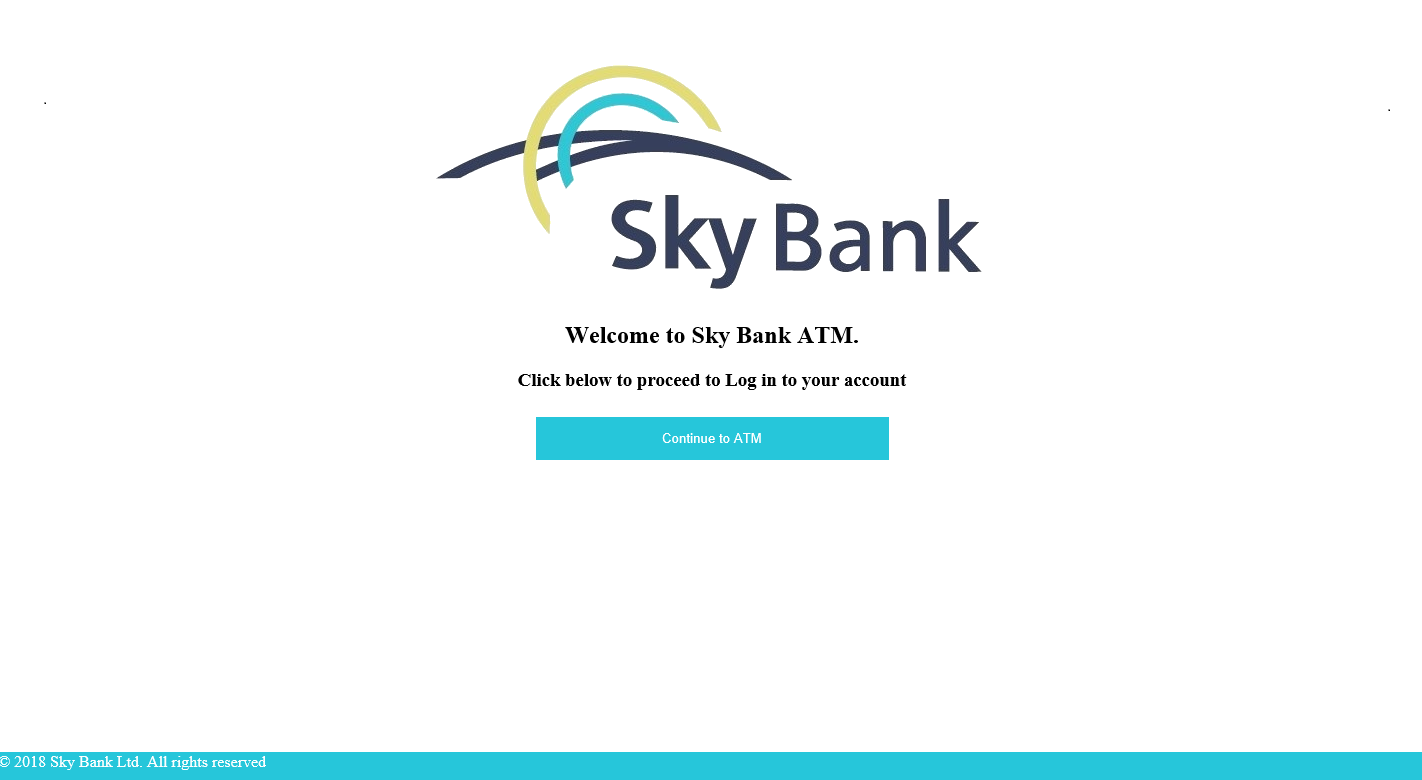 Sky Bank
Welcome to Sky Bank ATM.
Click below to proceed to Log in to your account
Continue to ATM
© 2018 Sky Bank Ltd. All rights reserved